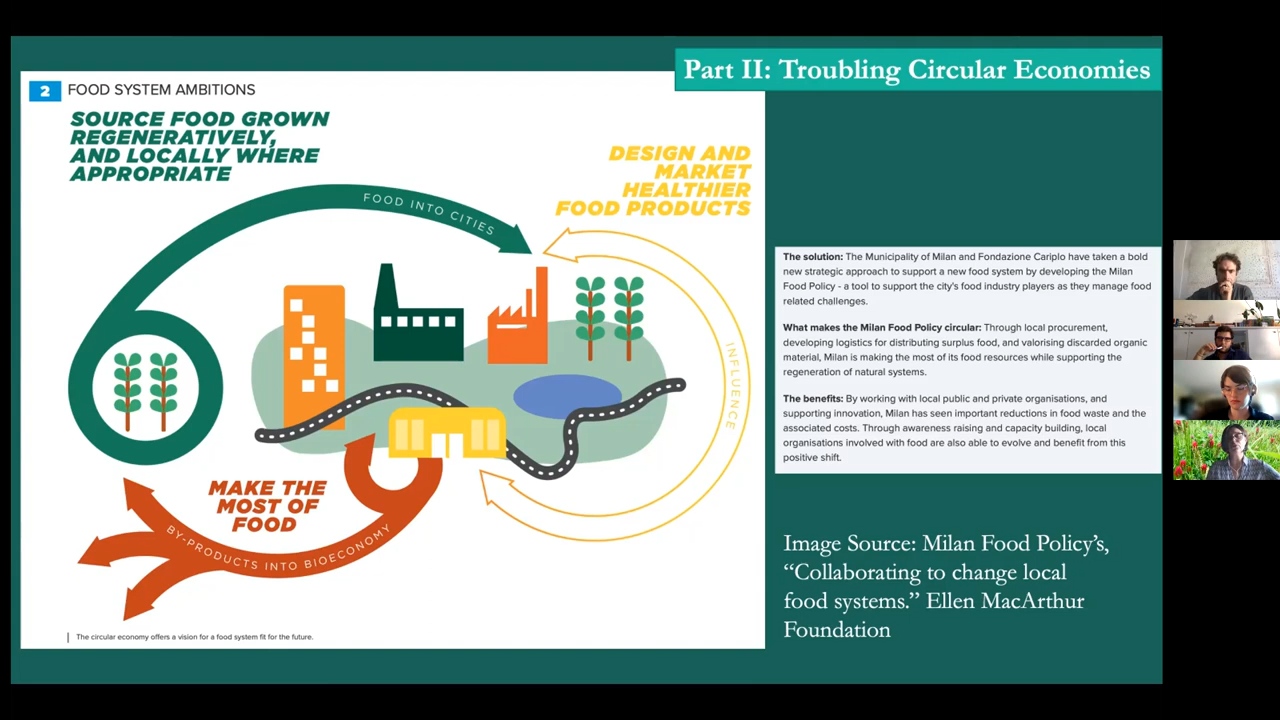 Part II: Troubling Circular Economies
2 FOOD SYSTEM AMBITIONS
SOURCE FOOD GROWN
REGENERATIVELY,
AND LOCALLY WHERE
APPROPRIATE
DESIGN AND
MARKET
HEALTHIER
FOOD PRODUCTS
FOOD INTO CITIES
INFLUENCE
MAKE THE
MOST OF
FOOD
BY-PRODUCTS INTO BIOECONOMY
The circular economy offers a vision for a food system fit for the future.
The solution: The Municipality of Milan and Fondazione Cariplo have taken a bold
new strategic approach to support a new food system by developing the Milan
Food Policy - a tool to support the city's food industry players as they manage food
related challenges.
What makes the Milan Food Policy circular: Through local procurement,
developing logistics for distributing surplus food, and valorising discarded organic
material, Milan is making the most of its food resources while supporting the
regeneration of natural systems.
The benefits: By working with local public and private organisations, and
supporting innovation, Milan has seen important reductions in food waste and the
associated costs. Through awareness raising and capacity building, local
organisations involved with food are also able to evolve and benefit from this
positive shift.
Image Source: Milan Food Policy's,
“Collaborating to change local
food systems.” Ellen MacArthur
Foundation